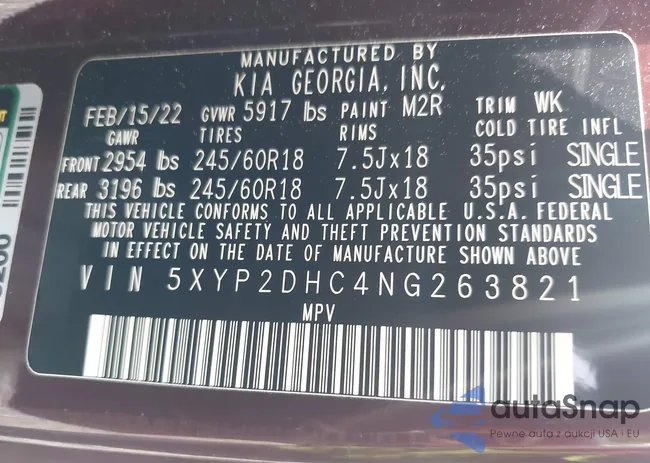 MANUFACTURED BY
KIA GEORGIA, INC.
FEB/15/22 GVWR 5917 lbs PAINT M2R TRIM WK
GAWR TIRES RIMS COLD TIRE INFL
FRONT 2954 lbs 245/60R18 7.5Jx18 35psi SINGLE
REAR 3196 lbs 245/60R18 7.5Jx18 35psi SINGLE
THIS VEHICLE CONFORMS TO ALL APPLICABLE U.S.A. FEDERAL
MOTOR VEHICLE SAFETY AND THEFT PREVENTION STANDARDS
IN EFFECT ON THE DATE OF MANUFACTURE SHOWN ABOVE
VIN 5XYP2DHC4NG263821
MPV
autaSnap
Pewne auta z aukcji USA i EU